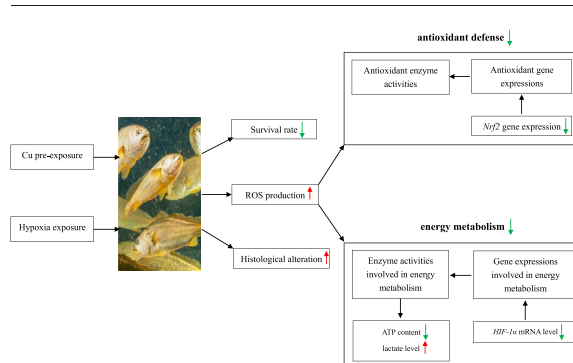 antioxidant defense
Antioxidant enzyme
activities
Antioxidant gene
expressions
Nrf2 gene expression
Cu pre-exposure
Hypoxia exposure
Survival rate
ROS production
Histological alteration
energy metabolism
Enzyme activities
involved in energy
metabolism
Gene expressions
involved in energy
metabolism
ATP content
lactate level
HIF-1α mRNA level